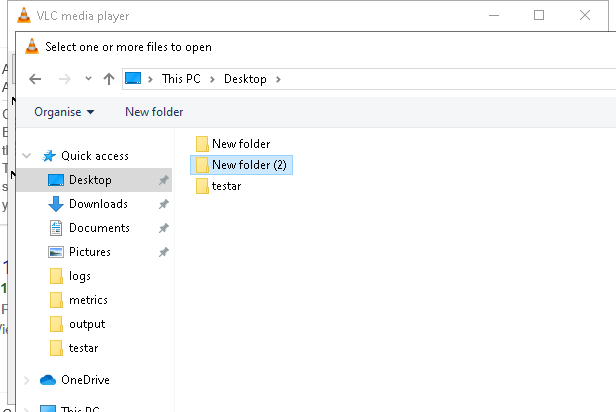 VLC media player
Select one or more files to open
This PC > Desktop >
Organise New folder
Quick access
Desktop
Downloads
Documents
Pictures
logs
metrics
output
testar
OneDrive
This PC
New folder
New folder (2)
testar